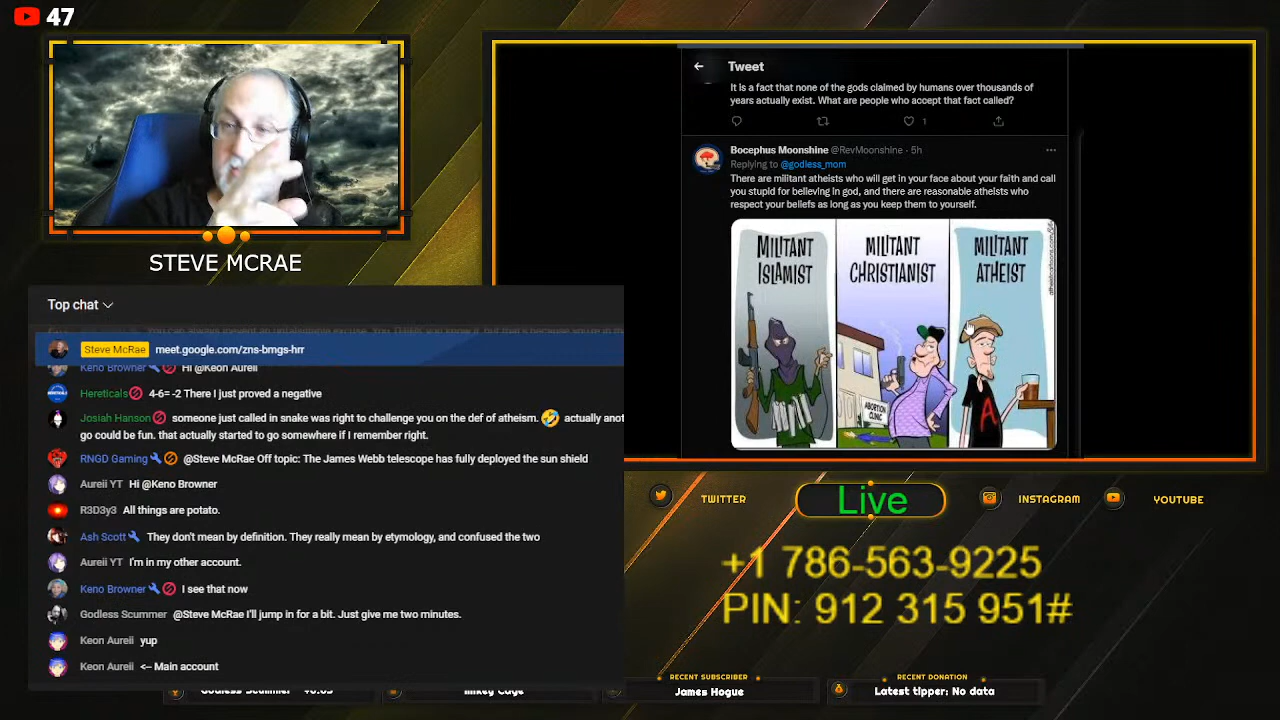 47
STEVE MCRAE
Tweet
It is a fact that none of the gods claimed by humans over thousands of
years actually exist. What are people who accept that fact called?
1
Bocephus Moonshine @RevMoonshine · 5h
Replying to @godless_mom
There are militant atheists who will get in your face about your faith and call
you stupid for believing in god, and there are reasonable atheists who
respect your beliefs as long as you keep them to yourself.
MILITANT
ISLAMIST
MILITANT
CHRISTIANIST
MILITANT
ATHEIST
ABORTION
CLINIC
A
Top chat
Steve McRae meet.google.com/zns-bmgs-hrr
Keno Browner Hi @Keon Aureii
Hereticals 4-6= -2 There I just proved a negative
Josiah Hanson someone just called in snake was right to challenge you on the def of atheism. 🤣 actually anot
go could be fun. that actually started to go somewhere if I remember right.
RNGD Gaming @Steve McRae Off topic: The James Webb telescope has fully deployed the sun shield
Aureii YT Hi @Keno Browner
R3D3y3 All things are potato.
Ash Scott They don't mean by definition. They really mean by etymology, and confused the two
Aureii YT I'm in my other account.
Keno Browner I see that now
Godless Scummer @Steve McRae I'll jump in for a bit. Just give me two minutes.
Keon Aureii yup
Keon Aureii <- Main account
TWITTER
Live
INSTAGRAM
YOUTUBE
+1 786-563-9225
PIN: 912 315 951#
RECENT SUBSCRIBER
James Hogue
RECENT DONATION
Latest tipper: No data